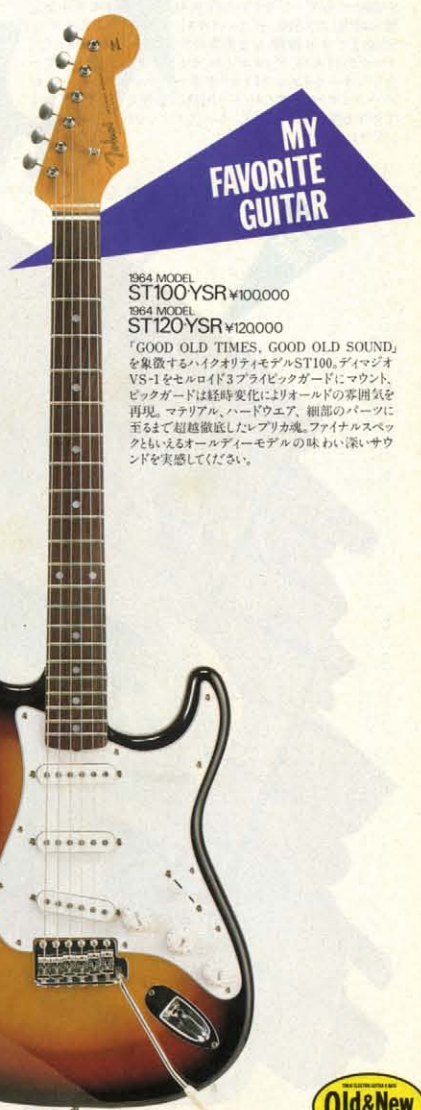 Tokai
MY
FAVORITE
GUITAR
1964 MODEL
ST100·YSR ¥100,000
1964 MODEL
ST120·YSR ¥120,000
「GOOD OLD TIMES, GOOD OLD SOUND」
を象徴するハイクオリティモデルST100。ディマジオ
VS-1をセルロイド3プライピックガードにマウント、
ピックガードは経時変化によりオールドの雰囲気を
再現。マテリアル、ハードウエア、細部のパーツに
至るまで超越徹底したレプリカ魂。ファイナルスペッ
クともいえるオールディーモデルの味わい深いサウ
ンドを実感してください。
TOKAI ELECTRIC GUITAR & BASS
Old&New